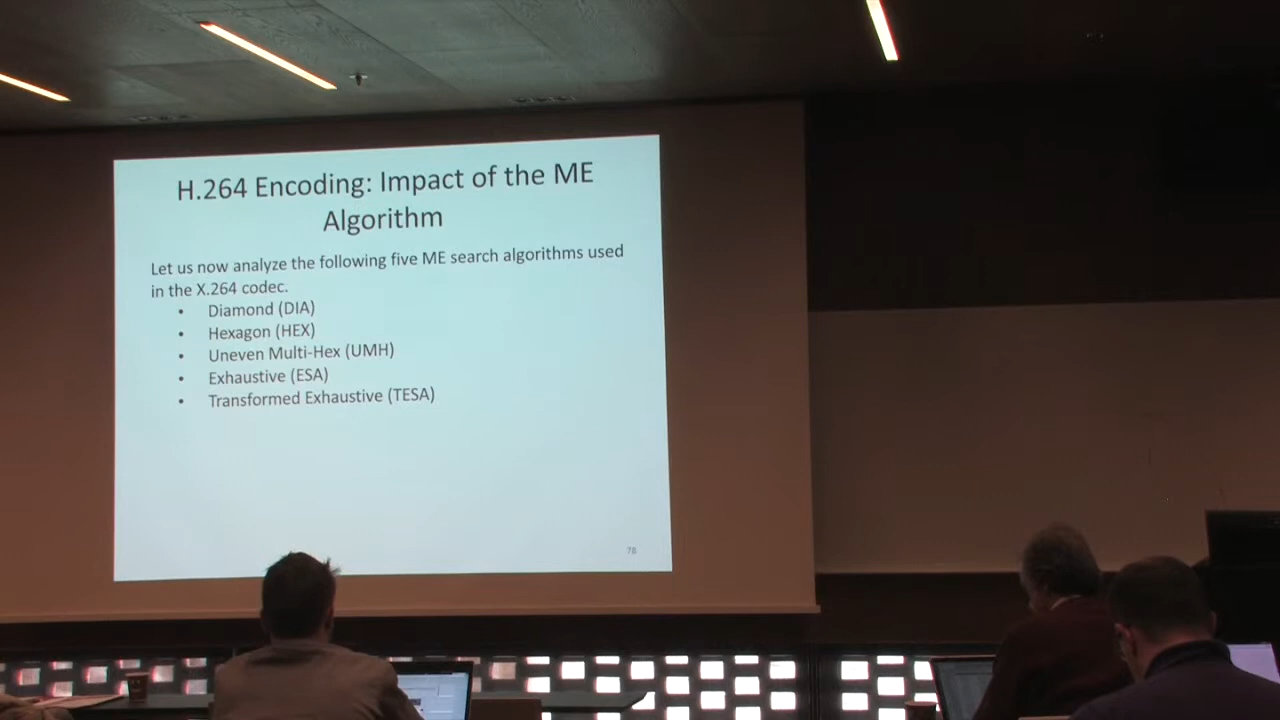 H.264 Encoding: Impact of the ME
Algorithm
Let us now analyze the following five ME search algorithms used
in the X.264 codec.
• Diamond (DIA)
• Hexagon (HEX)
• Uneven Multi-Hex (UMH)
• Exhaustive (ESA)
• Transformed Exhaustive (TESA)
78